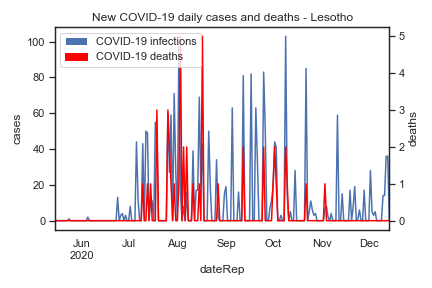 New COVID-19 daily cases and deaths - Lesotho
COVID-19 infections
COVID-19 deaths
100
80
60
40
20
0
cases
5
4
3
2
1
0
deaths
Jun Jul Aug Sep Oct Nov Dec
2020
dateRep